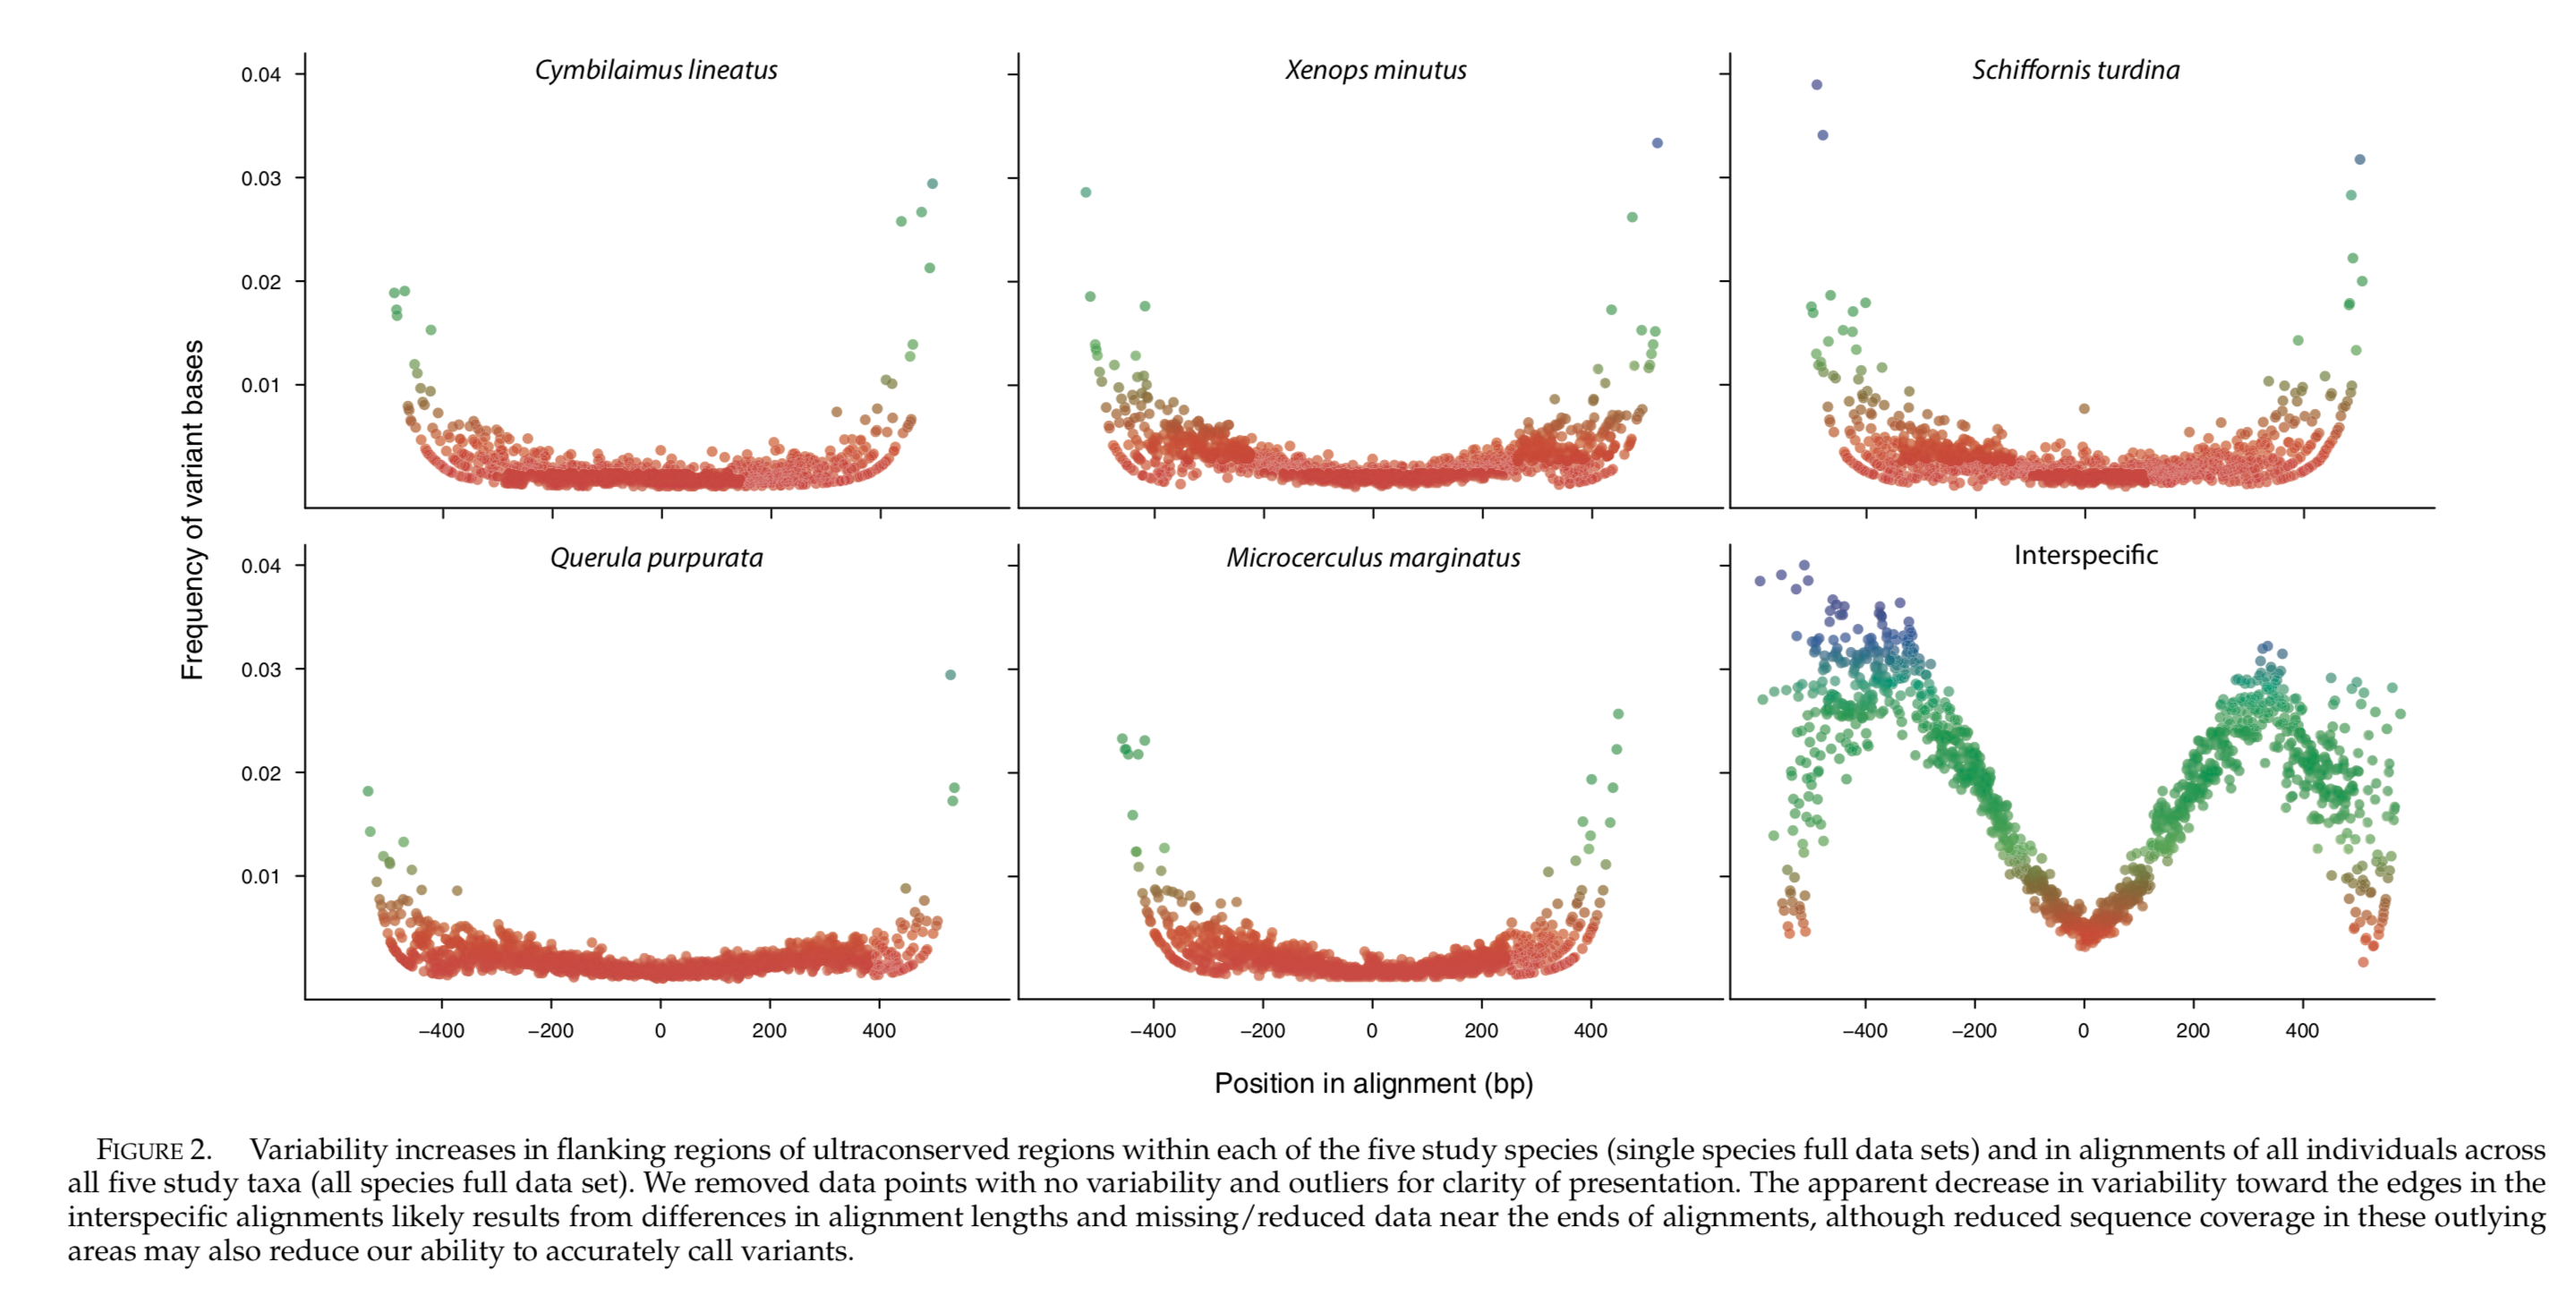 Cymbilaimus lineatus
Xenops minutus
Schiffornis turdina
0.04
0.03
0.02
0.01
Querula purpurata
Microcerculus marginatus
Interspecific
0.04
0.03
0.02
0.01
Frequency of variant bases
−400 −200 0 200 400
−400 −200 0 200 400
−400 −200 0 200 400
Position in alignment (bp)
FIGURE 2. Variability increases in flanking regions of ultraconserved regions within each of the five study species (single species full data sets) and in alignments of all individuals across
all five study taxa (all species full data set). We removed data points with no variability and outliers for clarity of presentation. The apparent decrease in variability toward the edges in the
interspecific alignments likely results from differences in alignment lengths and missing/reduced data near the ends of alignments, although reduced sequence coverage in these outlying
areas may also reduce our ability to accurately call variants.